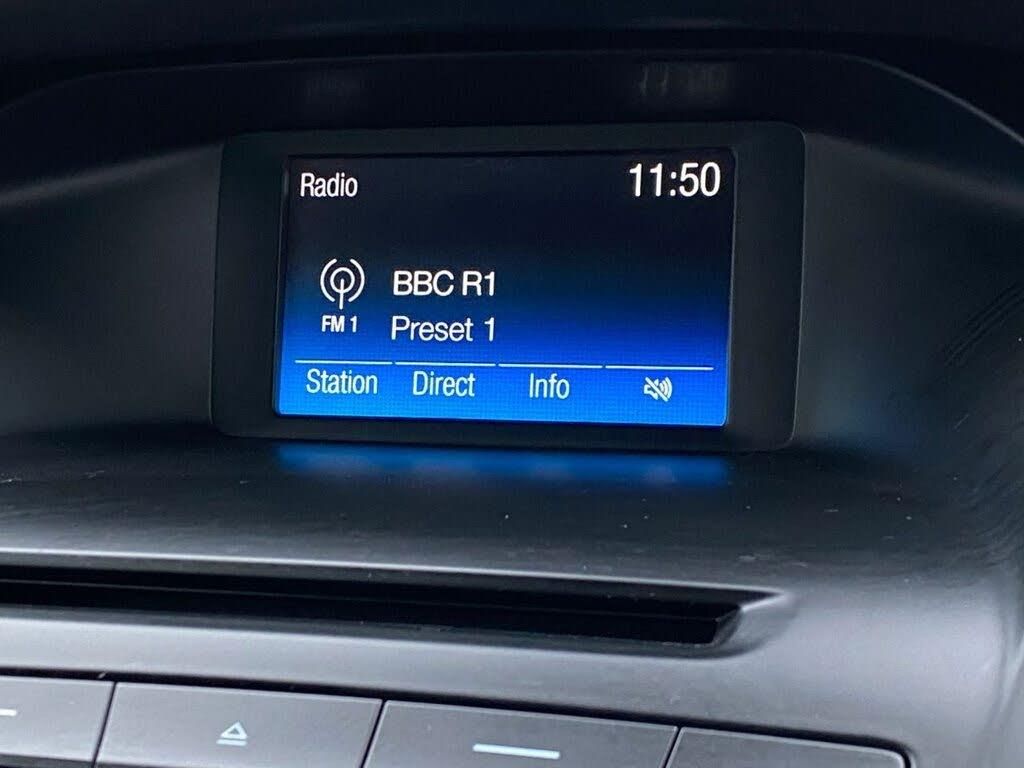 Radio 11:50
BBC R1
FM 1 Preset 1
Station Direct Info